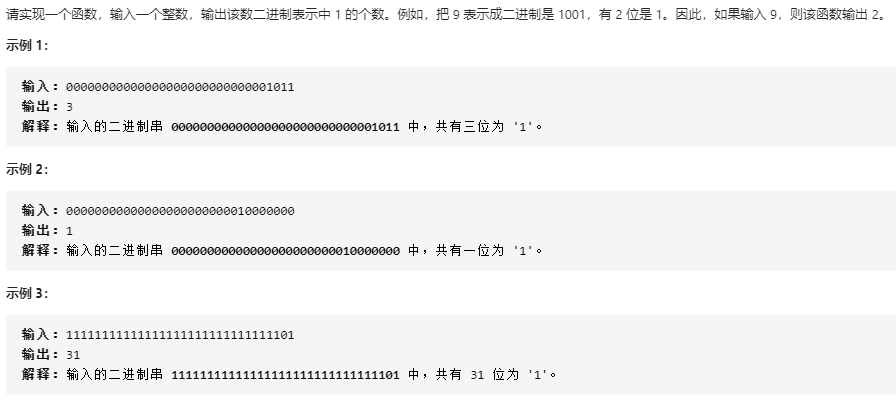 请实现一个函数，输入一个整数，输出该数二进制表示中 1 的个数。例如，把 9 表示成二进制是 1001，有 2 位是 1。因此，如果输入 9，则该函数输出 2。
示例 1：
输入：00000000000000000000000000001011
输出：3
解释：输入的二进制串 00000000000000000000000000001011 中，共有三位为 '1'。
示例 2：
输入：00000000000000000000000010000000
输出：1
解释：输入的二进制串 00000000000000000000000010000000 中，共有一位为 '1'。
示例 3：
输入：11111111111111111111111111111101
输出：31
解释：输入的二进制串 11111111111111111111111111111101 中，共有 31 位为 '1'。